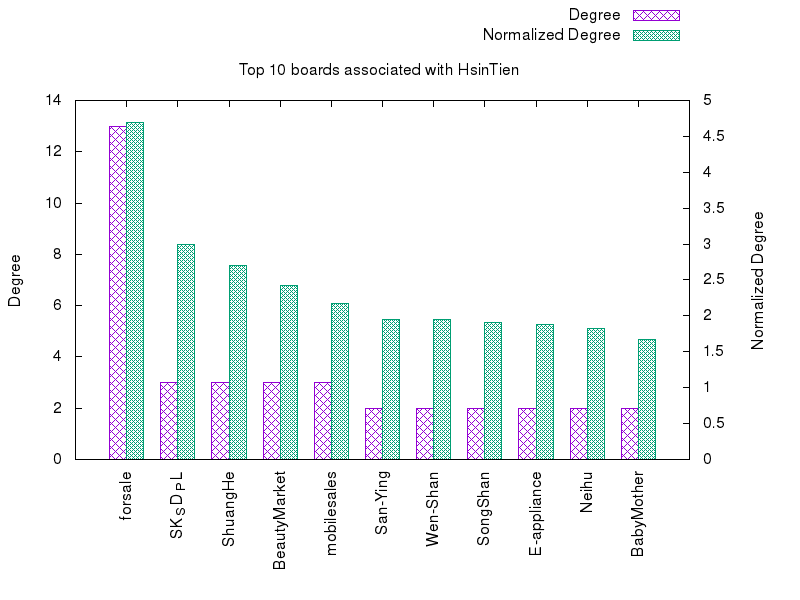 Degree
Normalized Degree
Top 10 boards associated with HsinTien
14
12
10
8
6
4
2
0
5
4.5
4
3.5
3
2.5
2
1.5
1
0.5
0
Degree
Normalized Degree
forsale
SKSDPL
ShuangHe
BeautyMarket
mobilesales
San-Ying
Wen-Shan
SongShan
E-appliance
Neihu
BabyMother